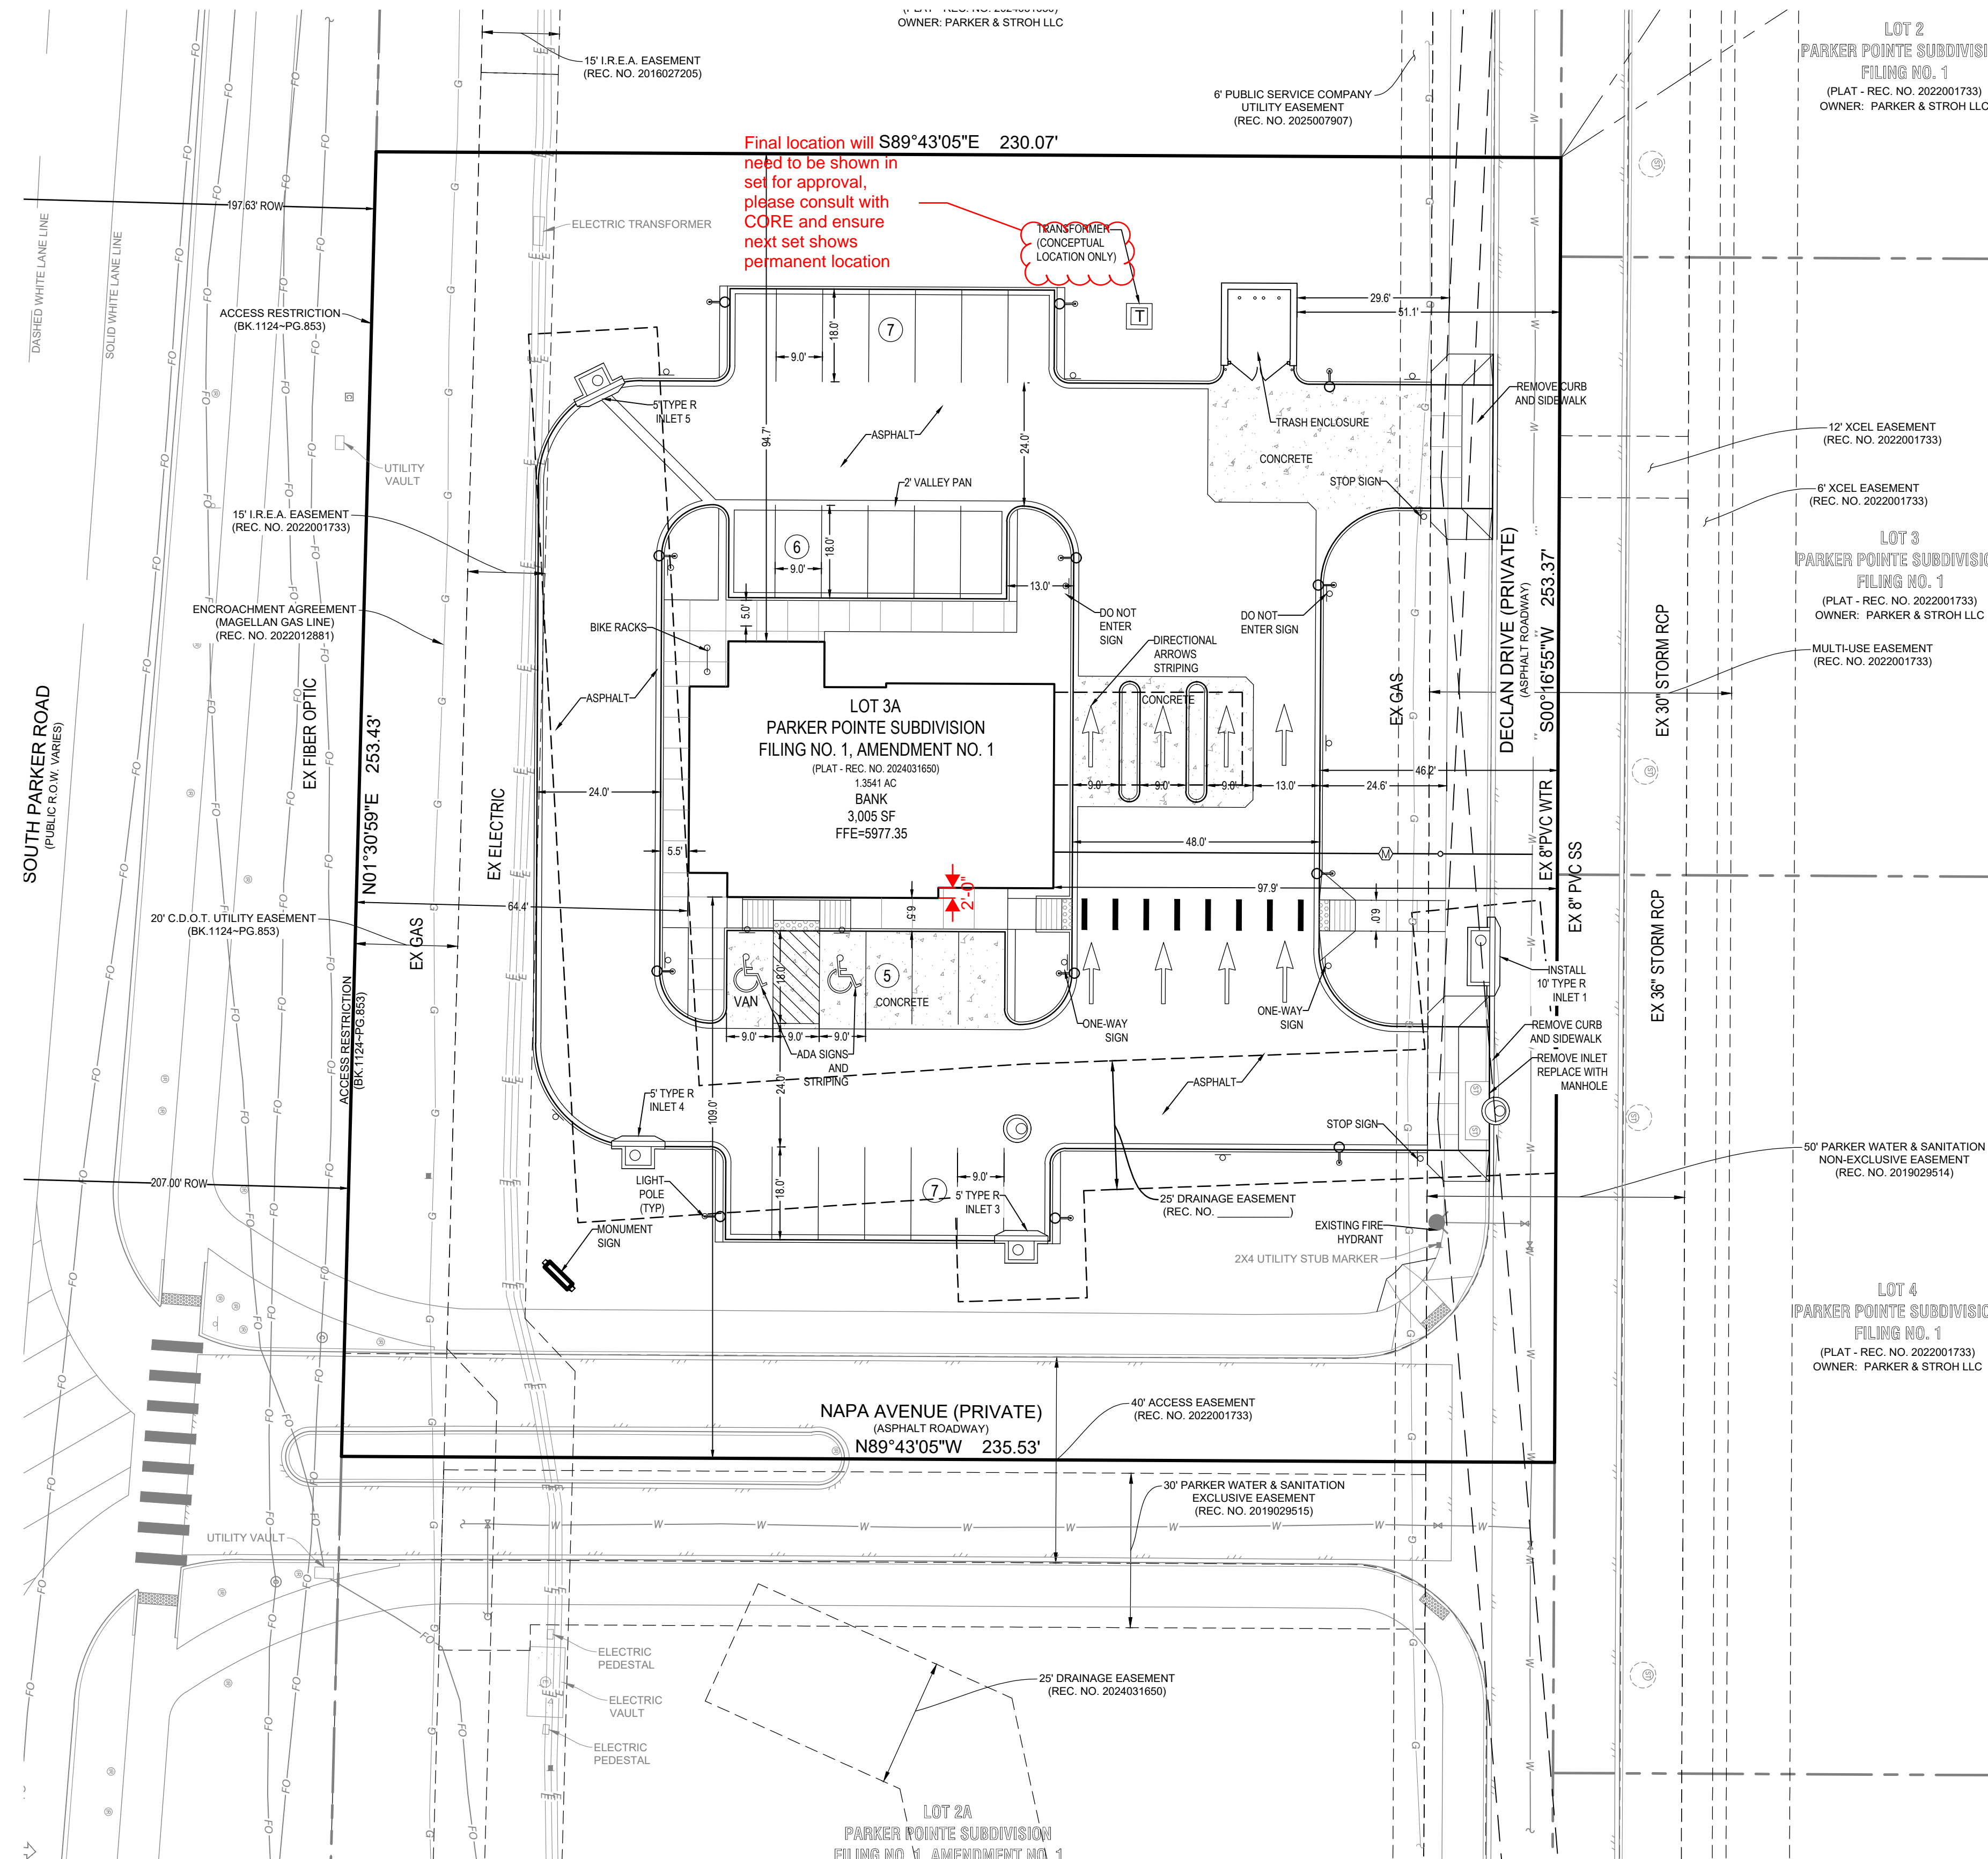 OWNER: PARKER & STROH LLC
15' I.R.E.A. EASEMENT
(REC. NO. 2016027205)
6' PUBLIC SERVICE COMPANY
UTILITY EASEMENT
(REC. NO. 2025007907)
LOT 2
PARKER POINTE SUBDIVISI
FILING NO. 1
(PLAT - REC. NO. 2022001733)
OWNER: PARKER & STROH LLC
S89°43'05"E 230.07'
Final location will
need to be shown in
set for approval,
please consult with
CORE and ensure
next set shows
permanent location
TRANSFORMER
(CONCEPTUAL
LOCATION ONLY)
T
197.63' ROW
DASHED WHITE LANE LINE
SOLID WHITE LANE LINE
ELECTRIC TRANSFORMER
ACCESS RESTRICTION
(BK.1124~PG.853)
29.6'
51.1'
7
18.0'
9.0'
5' TYPE R
INLET 5
REMOVE CURB
AND SIDEWALK
TRASH ENCLOSURE
CONCRETE
ASPHALT
94.7'
24.0'
12' XCEL EASEMENT
(REC. NO. 2022001733)
UTILITY
VAULT
2' VALLEY PAN
STOP SIGN
6' XCEL EASEMENT
(REC. NO. 2022001733)
15' I.R.E.A. EASEMENT
(REC. NO. 2022001733)
6
18.0'
9.0'
13.0'
LOT 3
PARKER POINTE SUBDIVISIO
FILING NO. 1
(PLAT - REC. NO. 2022001733)
OWNER: PARKER & STROH LLC
DECLAN DRIVE (PRIVATE)
(ASPHALT ROADWAY)
S00°16'55"W 253.37'
ENCROACHMENT AGREEMENT
(MAGELLAN GAS LINE)
(REC. NO. 2022012881)
BIKE RACKS
5.0'
DO NOT
ENTER
SIGN
DO NOT
ENTER SIGN
DIRECTIONAL
ARROWS
STRIPING
MULTI-USE EASEMENT
(REC. NO. 2022001733)
EX 30" STORM RCP
SOUTH PARKER ROAD
(PUBLIC R.O.W. VARIES)
EX FIBER OPTIC
N01°30'59"E 253.43'
ASPHALT
CONCRETE
EX GAS
LOT 3A
PARKER POINTE SUBDIVISION
FILING NO. 1, AMENDMENT NO. 1
(PLAT - REC. NO. 2024031650)
1.3541 AC
BANK
3,005 SF
FFE=5977.35
EX ELECTRIC
24.0'
9.0'
9.0'
9.0'
13.0'
46.2'
24.6'
5.5'
48.0'
M
EX 8"PVC WTR
EX 8" PVC SS
2'-0"
97.9'
64.4'
6.5'
6.0'
20' C.D.O.T. UTILITY EASEMENT
(BK.1124~PG.853)
EX GAS
EX 36" STORM RCP
18.0'
5
VAN
CONCRETE
INSTALL
10' TYPE R
INLET 1
ACCESS RESTRICTION
(BK.1124~PG.853)
ONE-WAY
SIGN
ONE-WAY
SIGN
9.0'
9.0'
9.0'
REMOVE CURB
AND SIDEWALK
ADA SIGNS
AND
STRIPING
REMOVE INLET
REPLACE WITH
MANHOLE
24.0'
109.0'
ASPHALT
5' TYPE R
INLET 4
STOP SIGN
50' PARKER WATER & SANITATION
NON-EXCLUSIVE EASEMENT
(REC. NO. 2019029514)
207.00' ROW
LIGHT
POLE
(TYP)
18.0'
9.0'
7
5' TYPE R
INLET 3
25' DRAINAGE EASEMENT
(REC. NO. ____________)
MONUMENT
SIGN
EXISTING FIRE
HYDRANT
2X4 UTILITY STUB MARKER
LOT 4
PARKER POINTE SUBDIVISIO
FILING NO. 1
(PLAT - REC. NO. 2022001733)
OWNER: PARKER & STROH LLC
NAPA AVENUE (PRIVATE)
(ASPHALT ROADWAY)
N89°43'05"W 235.53'
40' ACCESS EASEMENT
(REC. NO. 2022001733)
30' PARKER WATER & SANITATION
EXCLUSIVE EASEMENT
(REC. NO. 2019029515)
UTILITY VAULT
ELECTRIC
PEDESTAL
25' DRAINAGE EASEMENT
(REC. NO. 2024031650)
ELECTRIC
VAULT
ELECTRIC
PEDESTAL
LOT 2A
PARKER POINTE SUBDIVISION
FILING NO. 1, AMENDMENT NO. 1